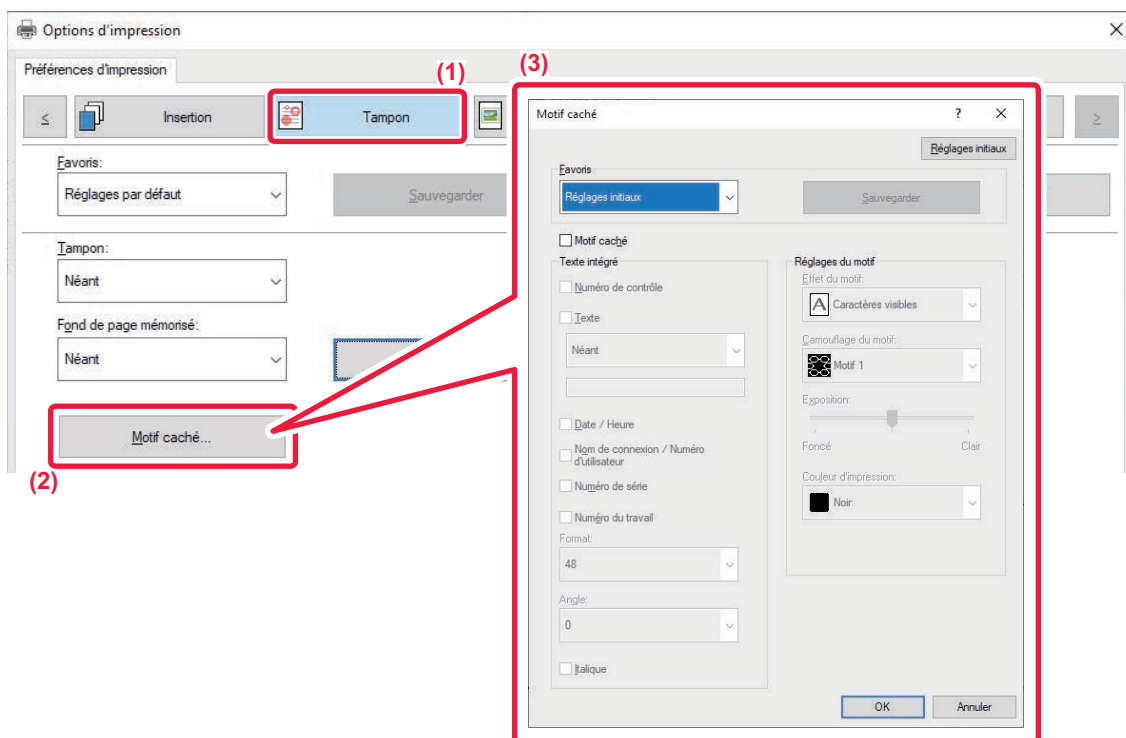 Options d'impression
Préférences d'impression
(1)
(3)
Insertion
Tampon
Favoris:
Réglages par défaut
Sauvegarder
Tampon:
Néant
Fond de page mémorisé:
Néant
Motif caché...
(2)
Motif caché
Réglages initiaux
Favoris
Réglages initiaux
Sauvegarder
Motif caché
Texte intégré
Numéro de contrôle
Texte
Néant
Date / Heure
Nom de connexion / Numéro
d'utilisateur
Numéro de série
Numéro du travail
Format:
48
Angle:
0
Italique
Réglages du motif
Effet du motif:
A Caractères visibles
Camouflage du motif:
Motif 1
Exposition:
Foncé Clair
Couleur d'impression:
Noir
OK Annuler